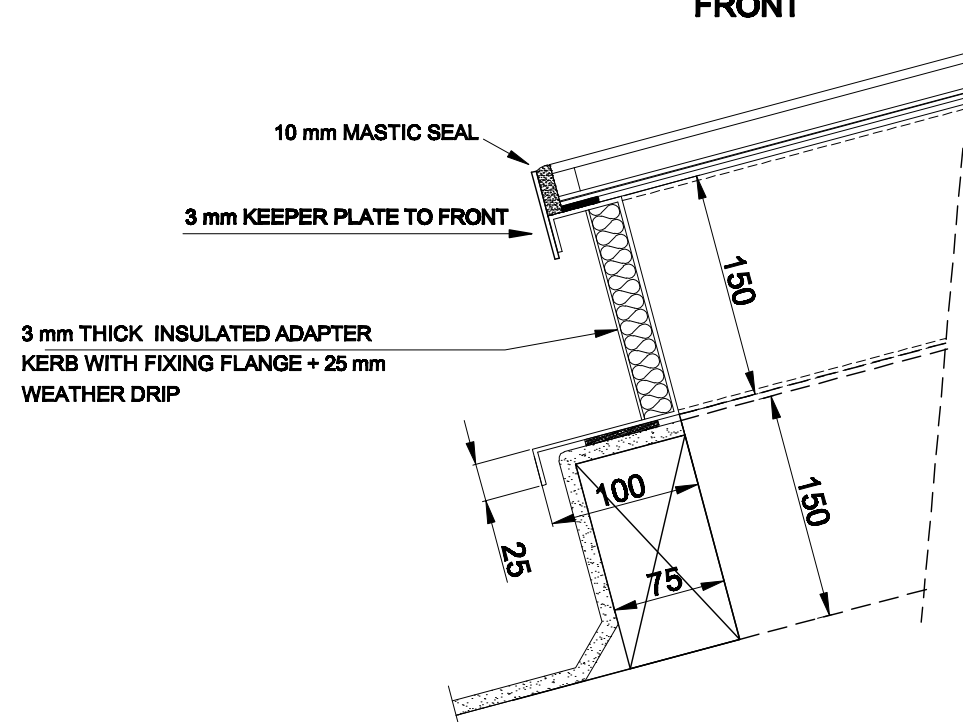 FRONT
10 mm MASTIC SEAL
3 mm KEEPER PLATE TO FRONT
150
3 mm THICK INSULATED ADAPTER
KERB WITH FIXING FLANGE + 25 mm
WEATHER DRIP
100
150
25
75